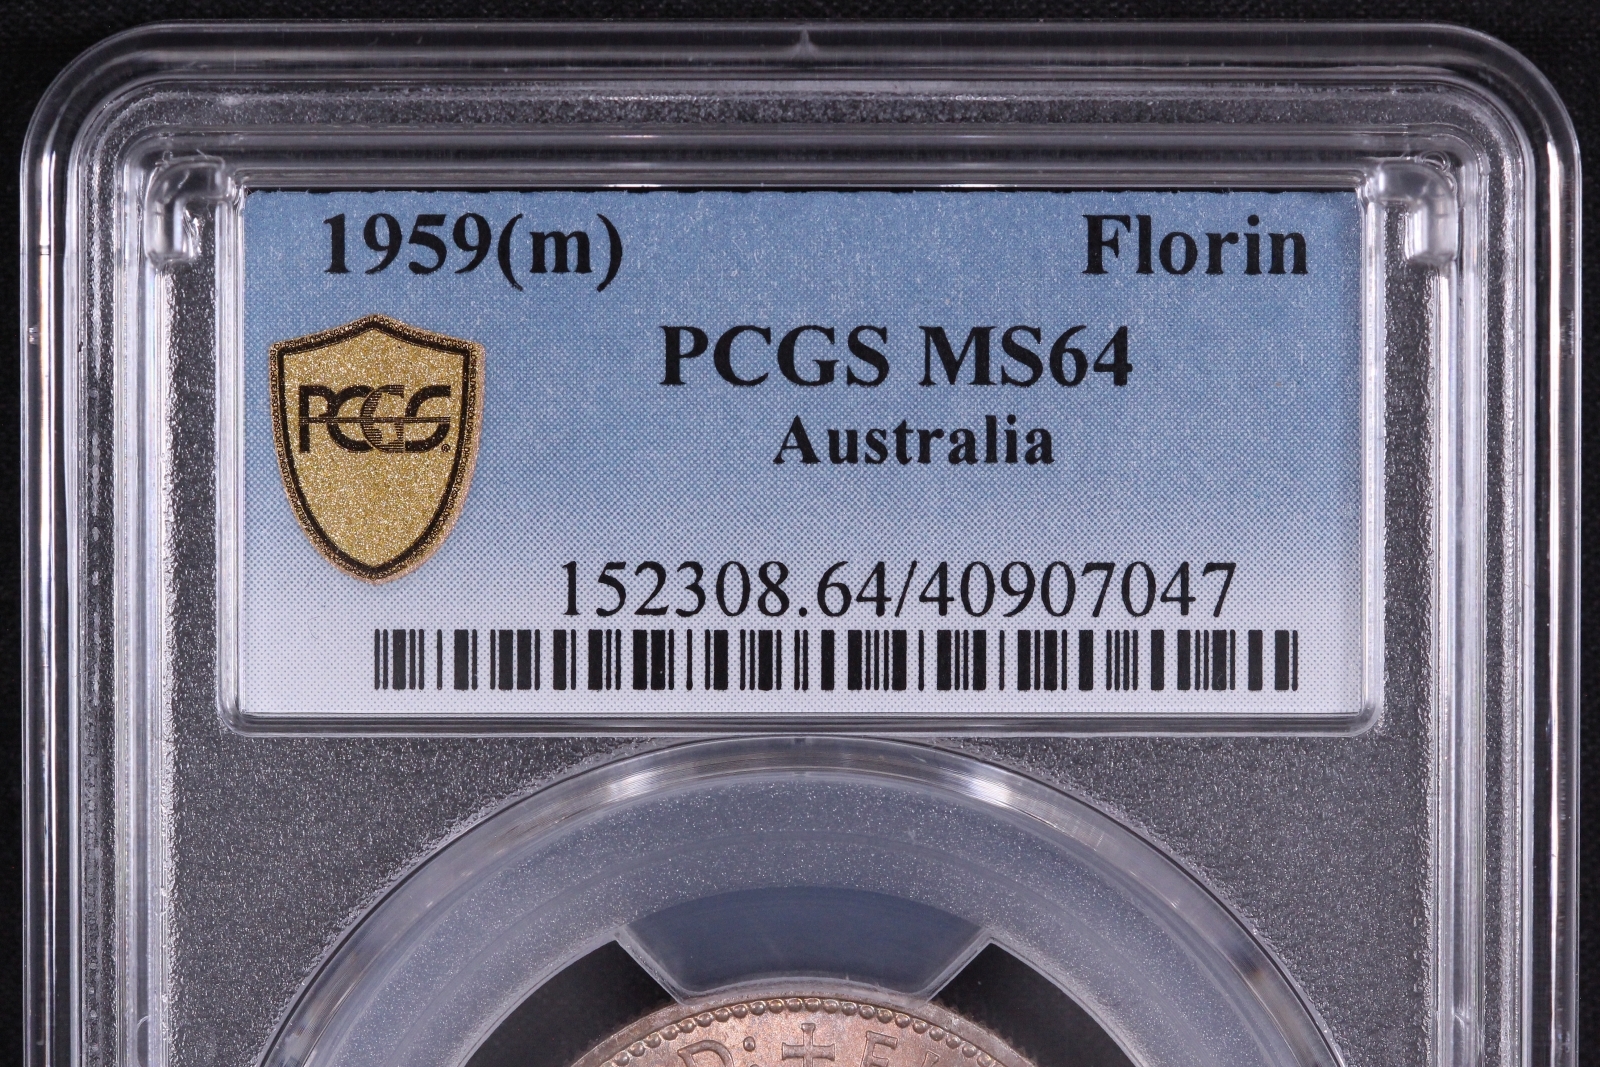 1959(m) Florin
PCGS MS64
Australia
PCGS
152308.64/40907047
D·+E